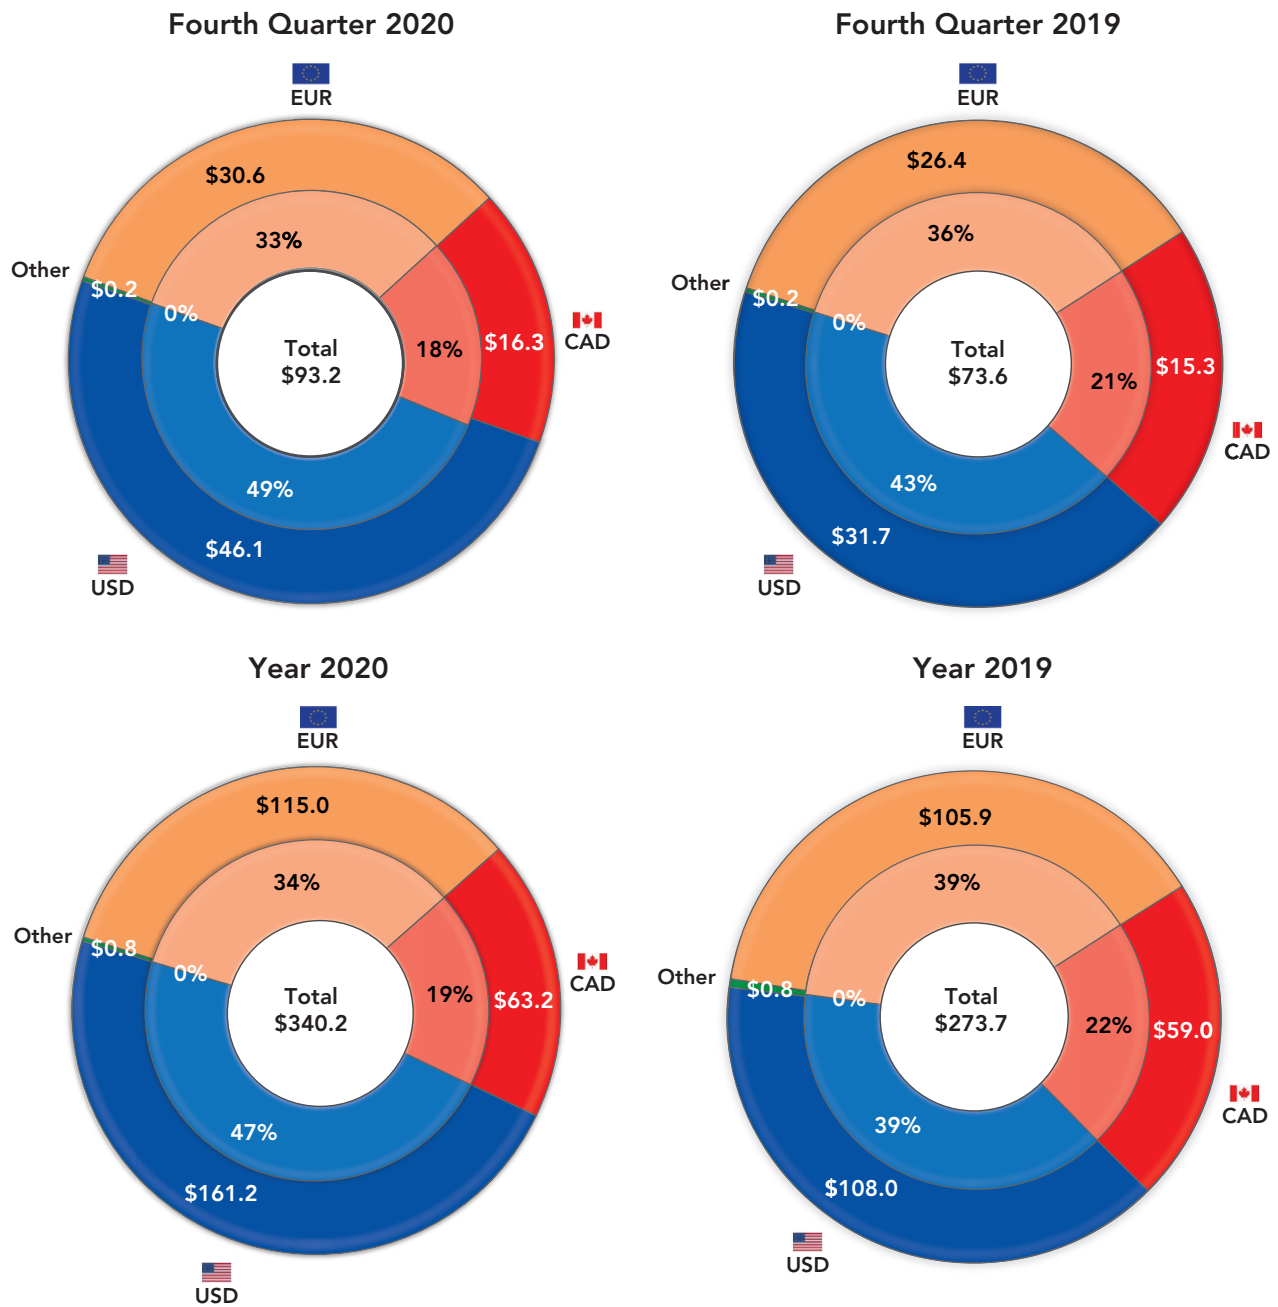 Fourth Quarter 2020
EUR
$30.6
33%
Other
$0.2
0%
Total
$93.2
18%
$16.3
CAD
49%
$46.1
USD
Fourth Quarter 2019
EUR
$26.4
36%
Other
$0.2
0%
Total
$73.6
21%
$15.3
CAD
43%
$31.7
USD
Year 2020
EUR
$115.0
34%
Other
$0.8
0%
Total
$340.2
19%
$63.2
CAD
47%
$161.2
USD
Year 2019
EUR
$105.9
39%
Other
$0.8
0%
Total
$273.7
22%
$59.0
CAD
39%
$108.0
USD